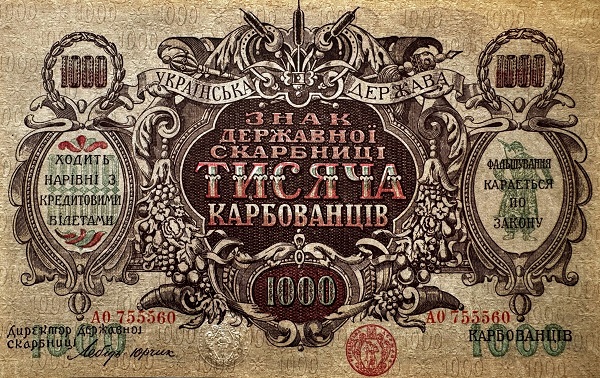 1000
1000
УКРАЇНСЬКА ДЕРЖАВА
ЗНАК
ДЕРЖАВНОЇ
СКАРБНИЦІ
ТИСЯЧА
КАРБОВАНЦІВ
ХОДИТЬ
НАРІВНІ З
КРЕДИТОВИМИ
БІЛЕТАМИ
ФАЛЬШУВАННЯ
КАРАЄТЬСЯ
ПО
ЗАКОНУ
1000
АО 755560
АО 755560
Директор державної
скарбниці
Лебідь-Юрчик
1000
КАРБОВАНЦІВ
1000